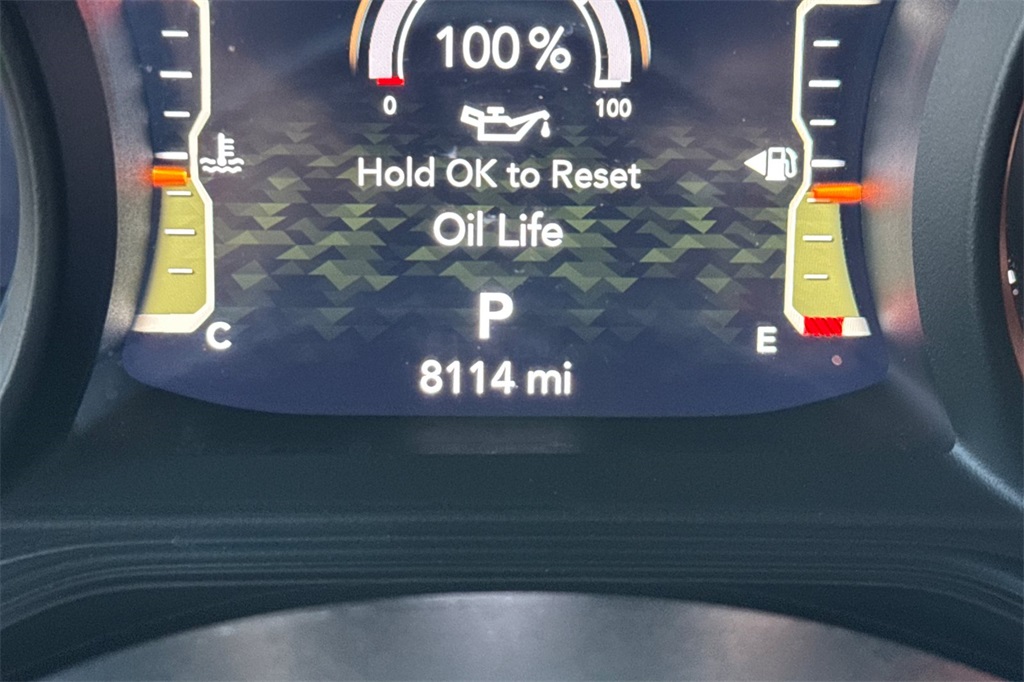 100%
0
100
Hold OK to Reset
Oil Life
P
C
E
8114 mi